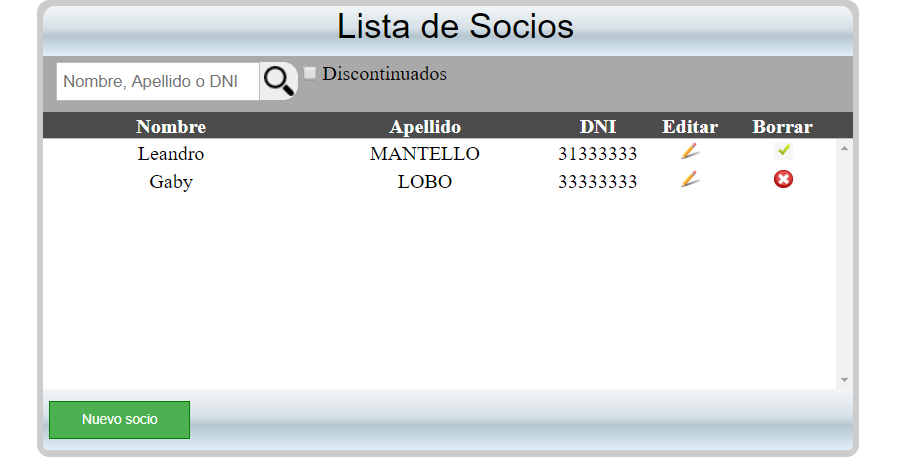 Lista de Socios
Nombre, Apellido o DNI
Discontinuados
Nombre Apellido DNI Editar Borrar
Leandro MANTELLO 31333333
Gaby LOBO 33333333
Nuevo socio